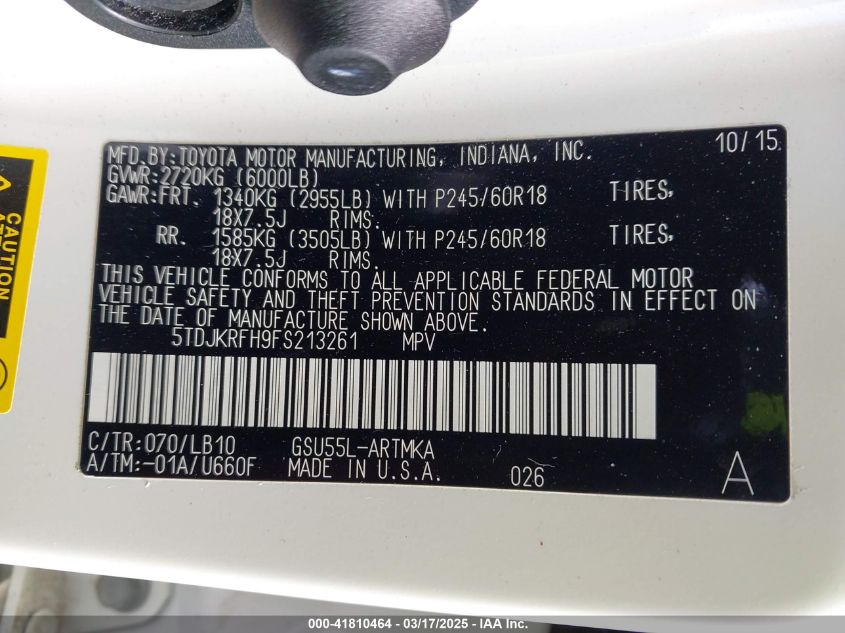 MFD.BY:TOYOTA MOTOR MANUFACTURING, INDIANA, INC. 10/15
GVWR:2720KG (6000LB)
GAWR:FRT. 1340KG (2955LB) WITH P245/60R18 TIRES,
18X7.5J RIMS.
RR. 1585KG (3505LB) WITH P245/60R18 TIRES,
18X7.5J RIMS.
THIS VEHICLE CONFORMS TO ALL APPLICABLE FEDERAL MOTOR
VEHICLE SAFETY AND THEFT PREVENTION STANDARDS IN EFFECT ON
THE DATE OF MANUFACTURE SHOWN ABOVE.
5TDJKRFH9FS213261 MPV
C/TR:070/LB10 GSU55L-ARTMKA
A/TM:-01A/U660F MADE IN U.S.A. 026 A
CAUTION
000-41810464 - 03/17/2025 - IAA Inc.